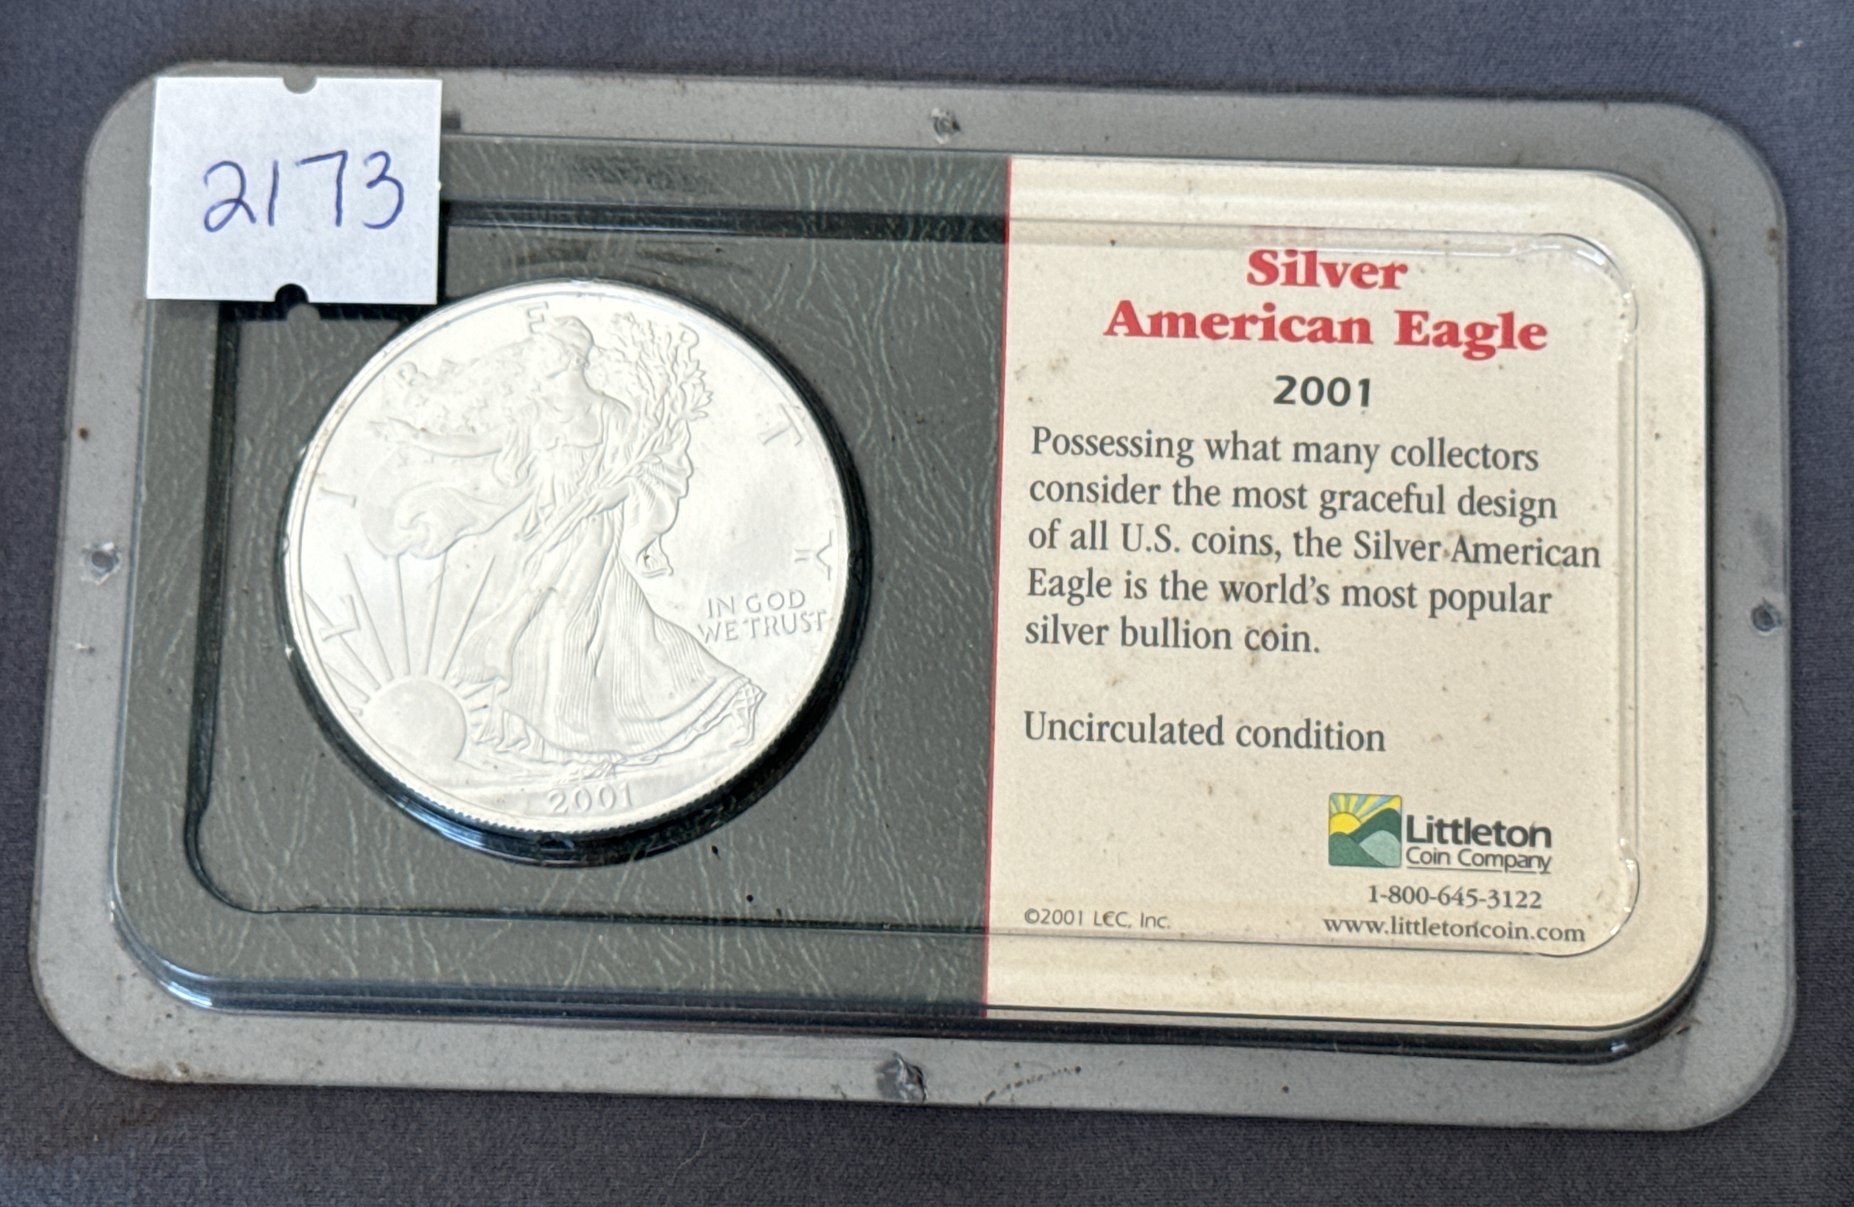 2173
LIBERTY
IN GOD
WE TRUST
2001
Silver
American Eagle
2001
Possessing what many collectors
consider the most graceful design
of all U.S. coins, the Silver American
Eagle is the world's most popular
silver bullion coin.
Uncirculated condition
Littleton
Coin Company
1-800-645-3122
www.littletoncoin.com
©2001 LCC, Inc.